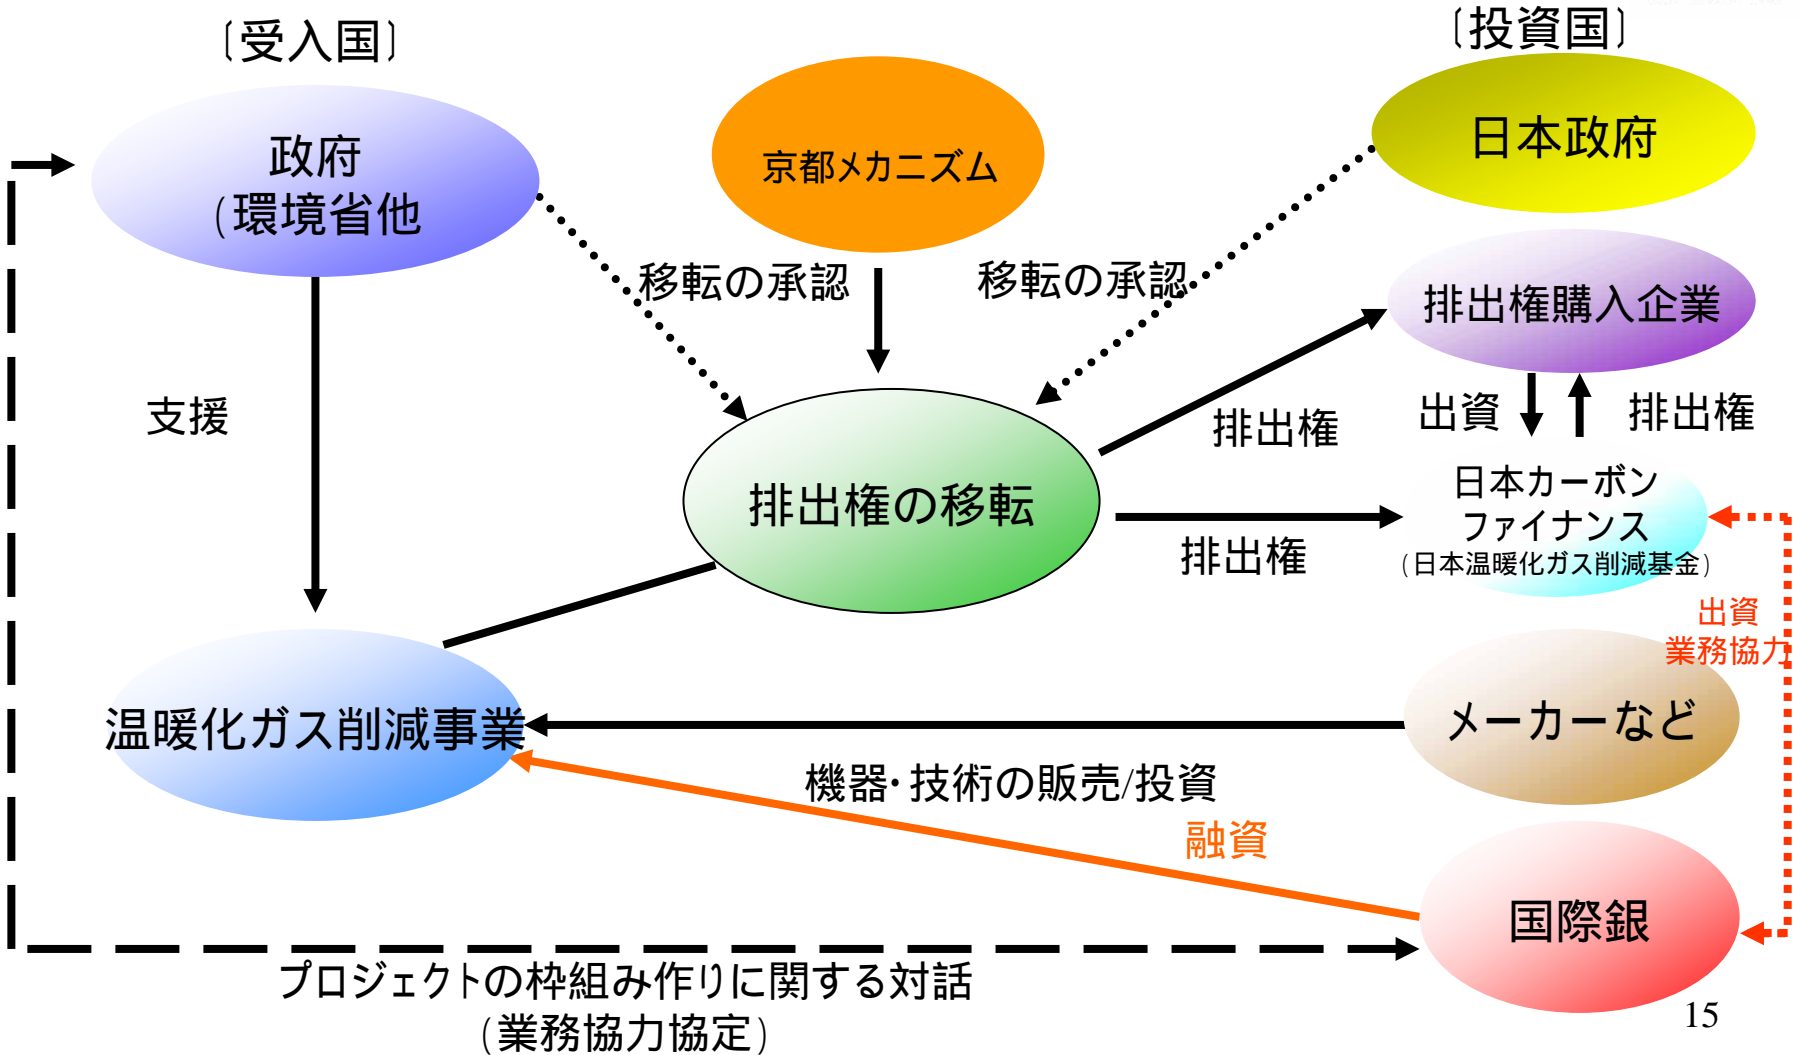 〔受入国〕
〔投資国〕
政府
(環境省他
京都メカニズム
日本政府
移転の承認
移転の承認
排出権購入企業
支援
排出権
出資
排出権
排出権の移転
日本カーボン
ファイナンス
(日本温暖化ガス削減基金)
排出権
出資
業務協力
温暖化ガス削減事業
メーカーなど
機器・技術の販売/投資
融資
国際銀
プロジェクトの枠組み作りに関する対話
(業務協力協定)
15